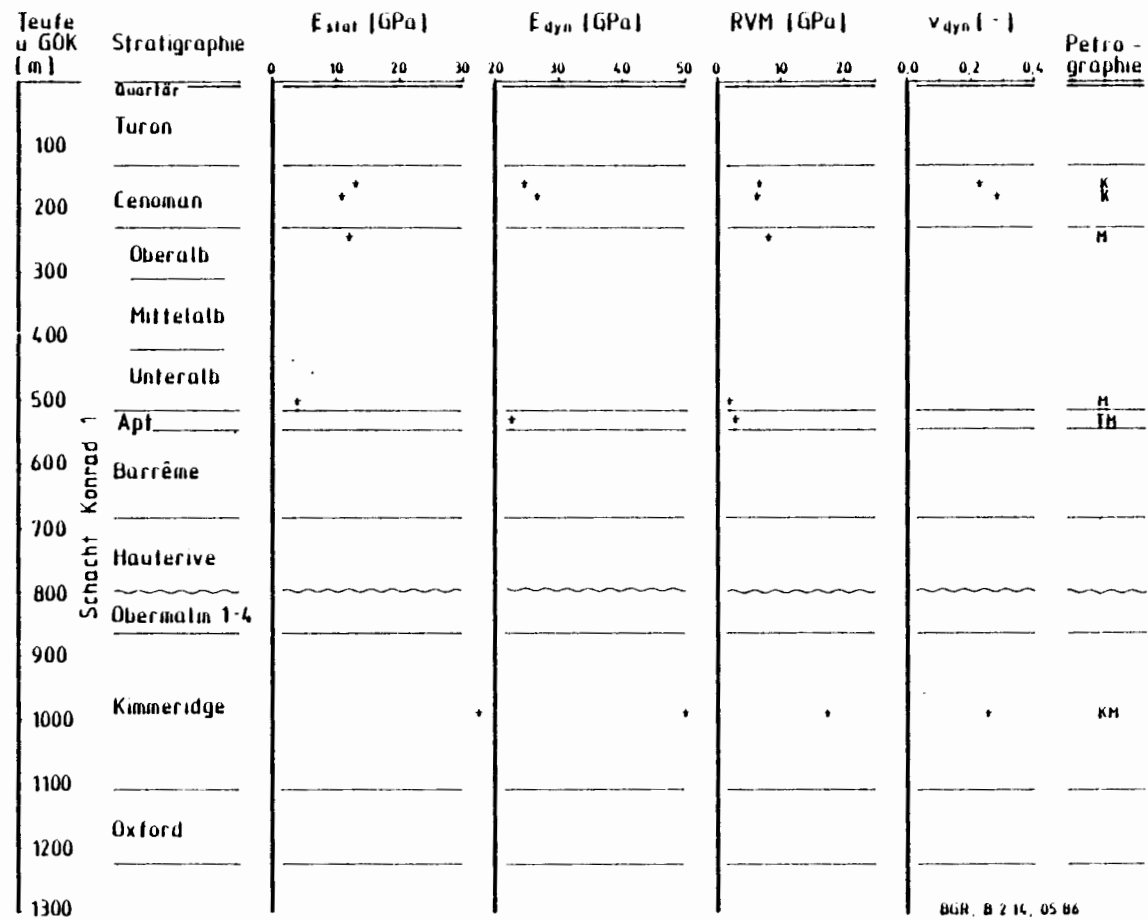 Teufe
u GOK
[m]
Stratigraphie
E stat [GPa]
E dyn [GPa]
RVM [GPa]
ν dyn [-]
Petro -
graphie
0 10 20 30
20 30 40 50
0 10 20
0,0 0,2 0,4
Quartär
Turon
100
K
K
200
Cenoman
M
Oberalb
300
Mittelalb
400
Unteralb
500
M
Apt
TM
600
Barrême
700
Hauterive
800
Obermalm 1-4
900
Kimmeridge
KM
1000
1100
Oxford
1200
1300
Schacht Konrad 1
BGR, B 2 14, 05 86